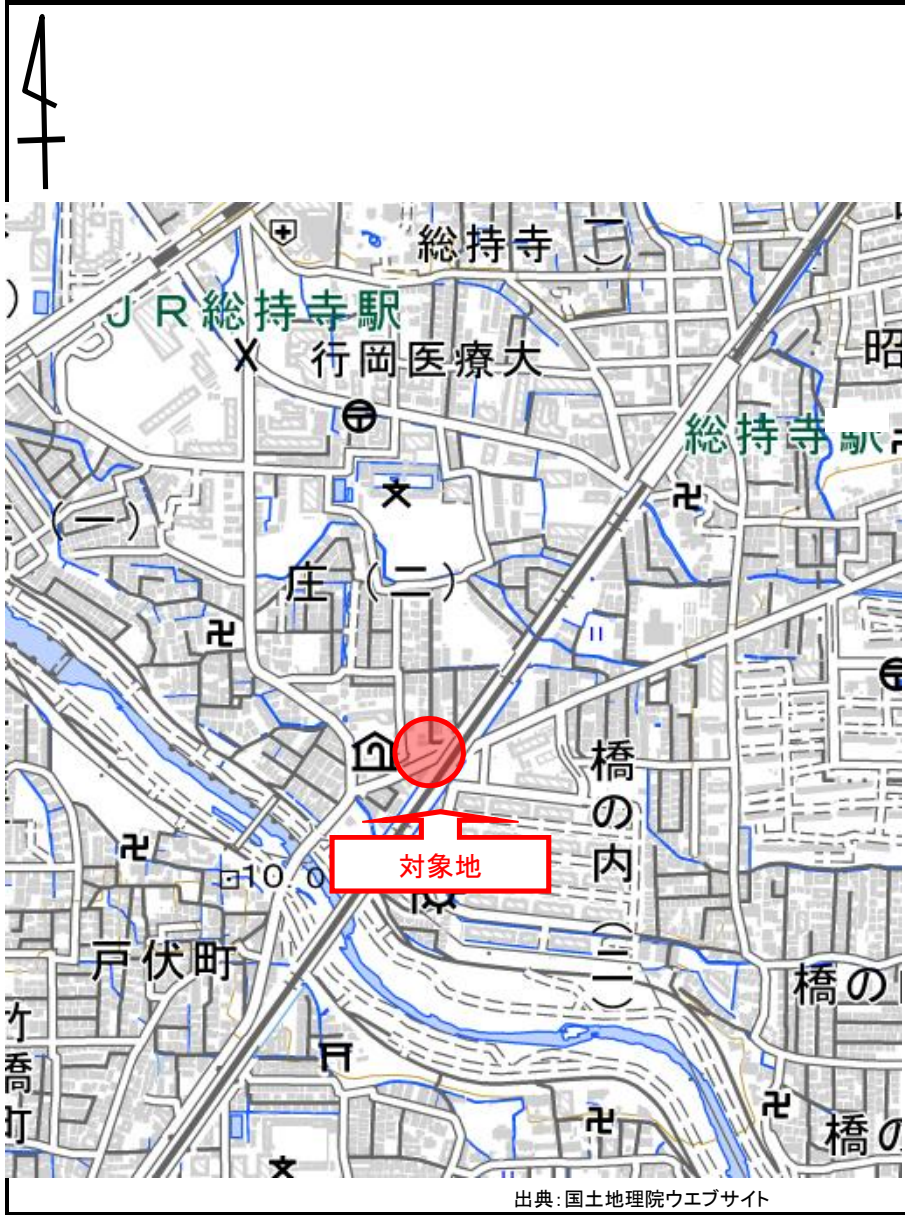 総持寺（一）
JR総持寺駅
行岡医療大
昭
総持寺駅
（一）
庄（二）
橋の内（二）
対象地
10
0
戸伏町
竹橋町
橋の
橋の
出典：国土地理院ウエブサイト